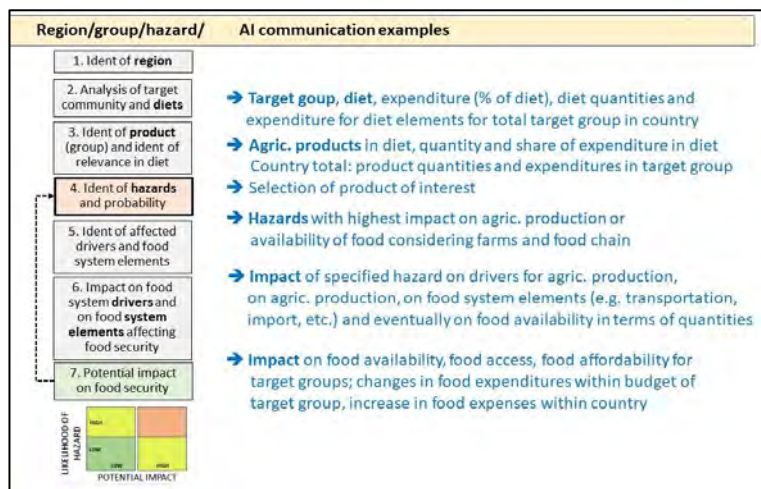 Region/group/hazard/
AI communication examples
1. Ident of region
2. Analysis of target
community and diets
3. Ident of product
(group) and ident of
relevance in diet
4. Ident of hazards
and probability
5. Ident of affected
drivers and food
system elements
6. Impact on food
system drivers and
on food system
elements affecting
food security
7. Potential impact
on food security
→ Target goup, diet, expenditure (% of diet), diet quantities and
expenditure for diet elements for total target group in country
→ Agric. products in diet, quantity and share of expenditure in diet
Country total: product quantities and expenditures in target group
→ Selection of product of interest
→ Hazards with highest impact on agric. production or
availability of food considering farms and food chain
→ Impact of specified hazard on drivers for agric. production,
on agric. production, on food system elements (e.g. transportation,
import, etc.) and eventually on food availability in terms of quantities
→ Impact on food availability, food access, food affordability for
target groups; changes in food expenditures within budget of
target group, increase in food expenses within country
LIKELIHOOD OF
HAZARD
HIGH
LOW
LOW
HIGH
POTENTIAL IMPACT